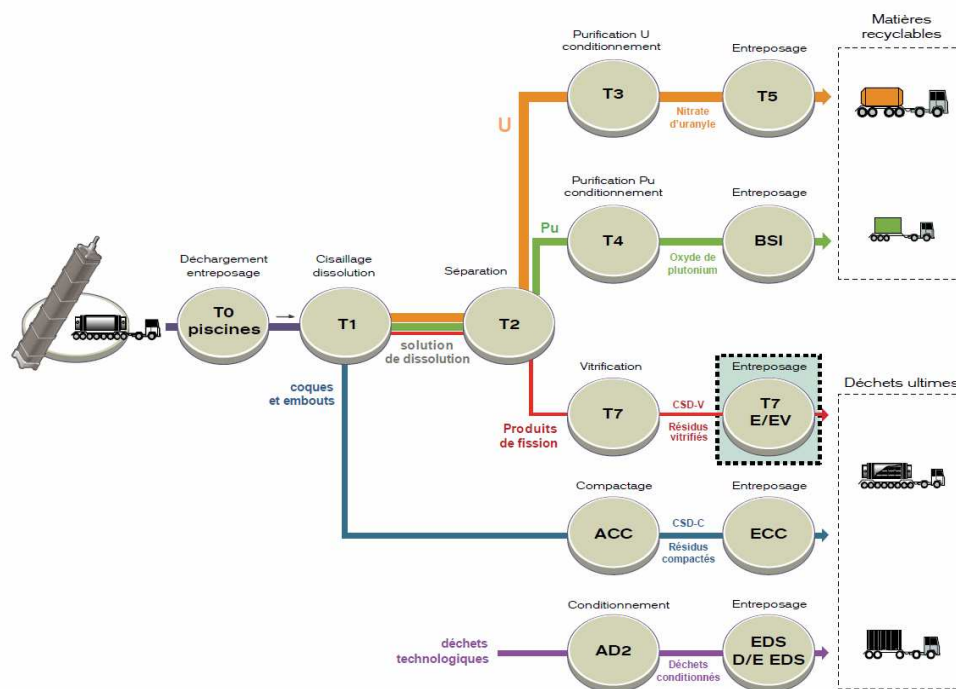 Matières
recyclables
Purification U
conditionnement
Entreposage
T3
T5
Nitrate
d'uranyle
U
Purification Pu
conditionnement
Entreposage
Pu
T4
BSI
Oxyde de
plutonium
Déchargement
entreposage
Cisaillage
dissolution
Séparation
T0
piscines
T1
T2
solution
de dissolution
coques
et embouts
Vitrification
Entreposage
Déchets ultimes
CSD-V
T7
T7
E/EV
Résidus
vitrifiés
Produits
de fission
Compactage
Entreposage
CSD-C
ACC
ECC
Résidus
compactés
Conditionnement
Entreposage
déchets
technologiques
AD2
EDS
D/E EDS
Déchets
conditionnés